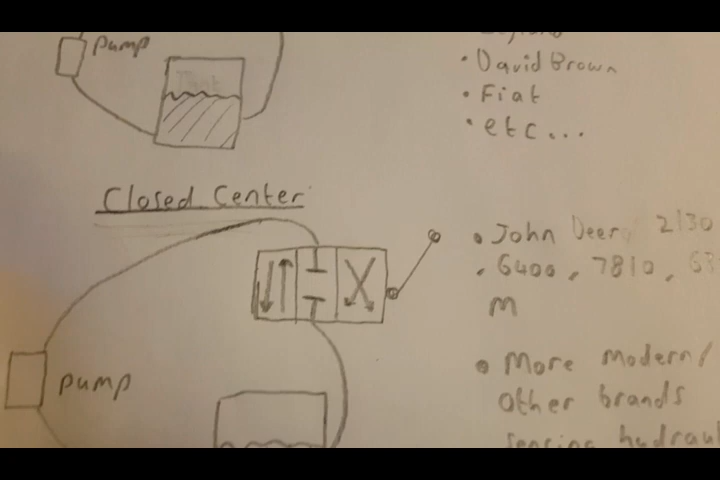 pump
• David Brown
• Fiat
• etc...
Closed Center
• John Deer 2130
• 6400, 7810,
M
pump
• More modern/
other brands